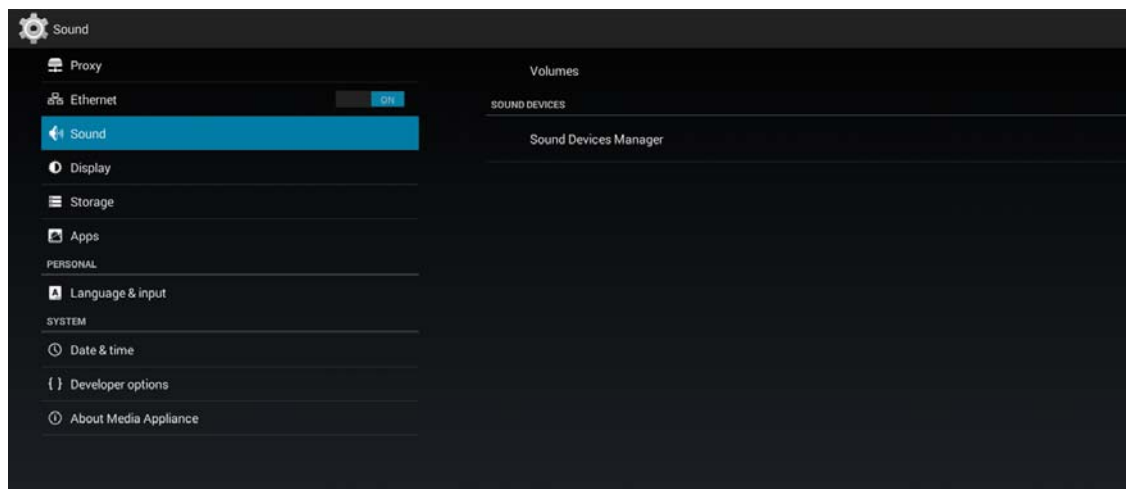 Sound
Proxy
Ethernet
ON
Sound
Display
Storage
Apps
PERSONAL
Language & input
SYSTEM
Date & time
{ } Developer options
About Media Appliance
Volumes
SOUND DEVICES
Sound Devices Manager